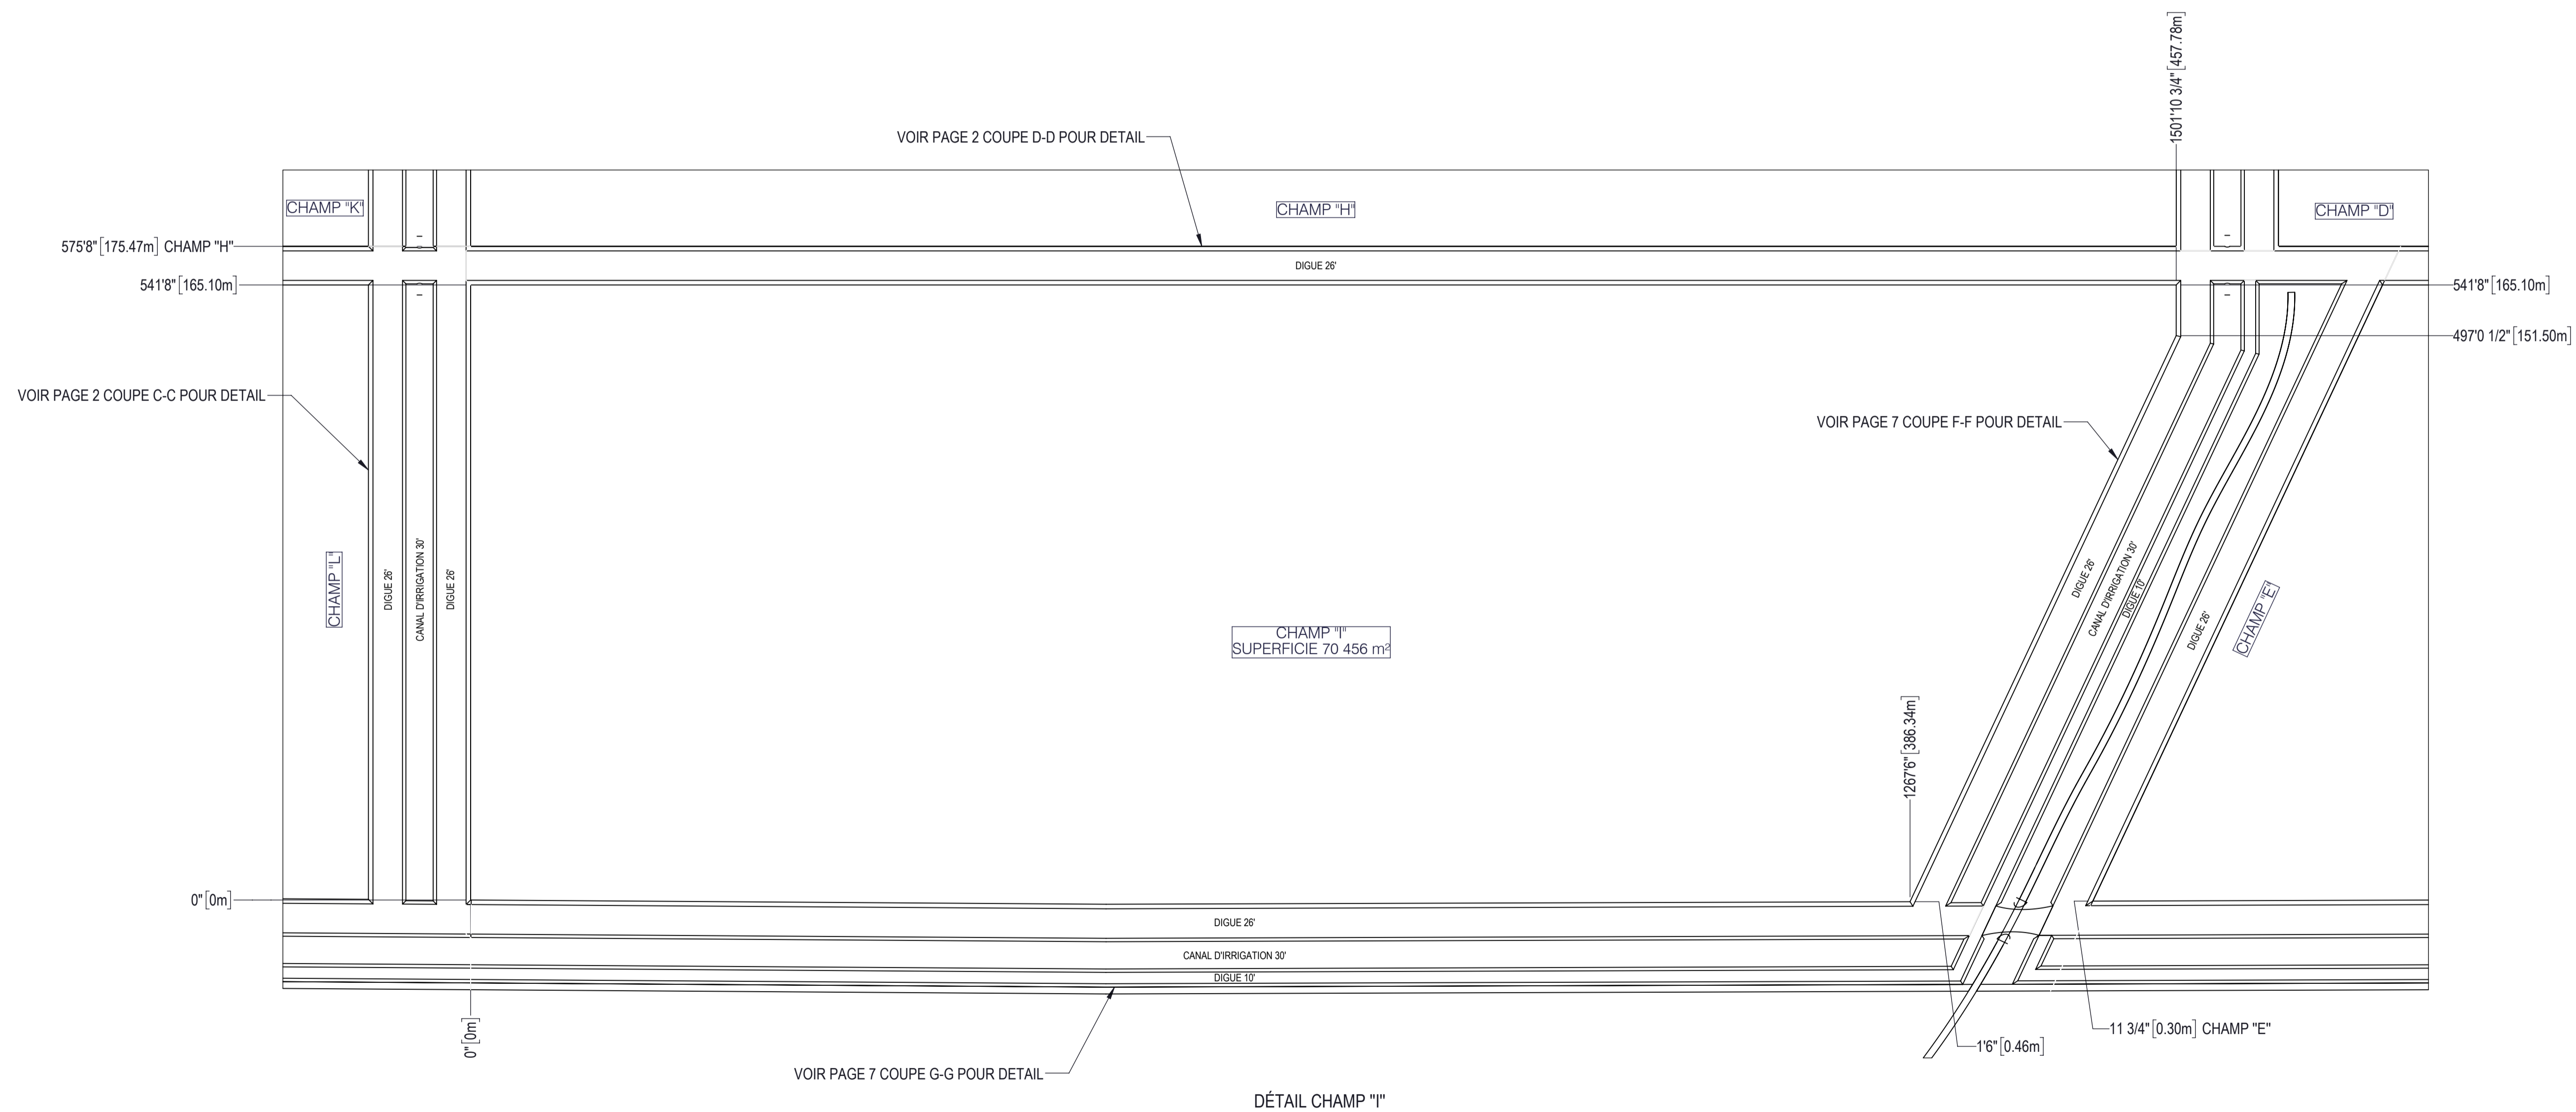 1501'10 3/4" [457.78m]
VOIR PAGE 2 COUPE D-D POUR DETAIL
CHAMP "K"
CHAMP "H"
CHAMP "D"
575'8" [175.47m] CHAMP "H"
DIGUE 26'
541'8" [165.10m]
541'8" [165.10m]
497'0 1/2" [151.50m]
VOIR PAGE 2 COUPE C-C POUR DETAIL
VOIR PAGE 7 COUPE F-F POUR DETAIL
CHAMP "L"
DIGUE 26'
CANAL D'IRRIGATION 30'
DIGUE 26'
DIGUE 26'
CANAL D'IRRIGATION 30'
DIGUE 10'
DIGUE 26'
CHAMP "E"
CHAMP "I"
SUPERFICIE 70 456 m²
1267'6" [386.34m]
0" [0m]
DIGUE 26'
CANAL D'IRRIGATION 30'
DIGUE 10'
0" [0m]
11 3/4" [0.30m] CHAMP "E"
1'6" [0.46m]
VOIR PAGE 7 COUPE G-G POUR DETAIL
DÉTAIL CHAMP "I"